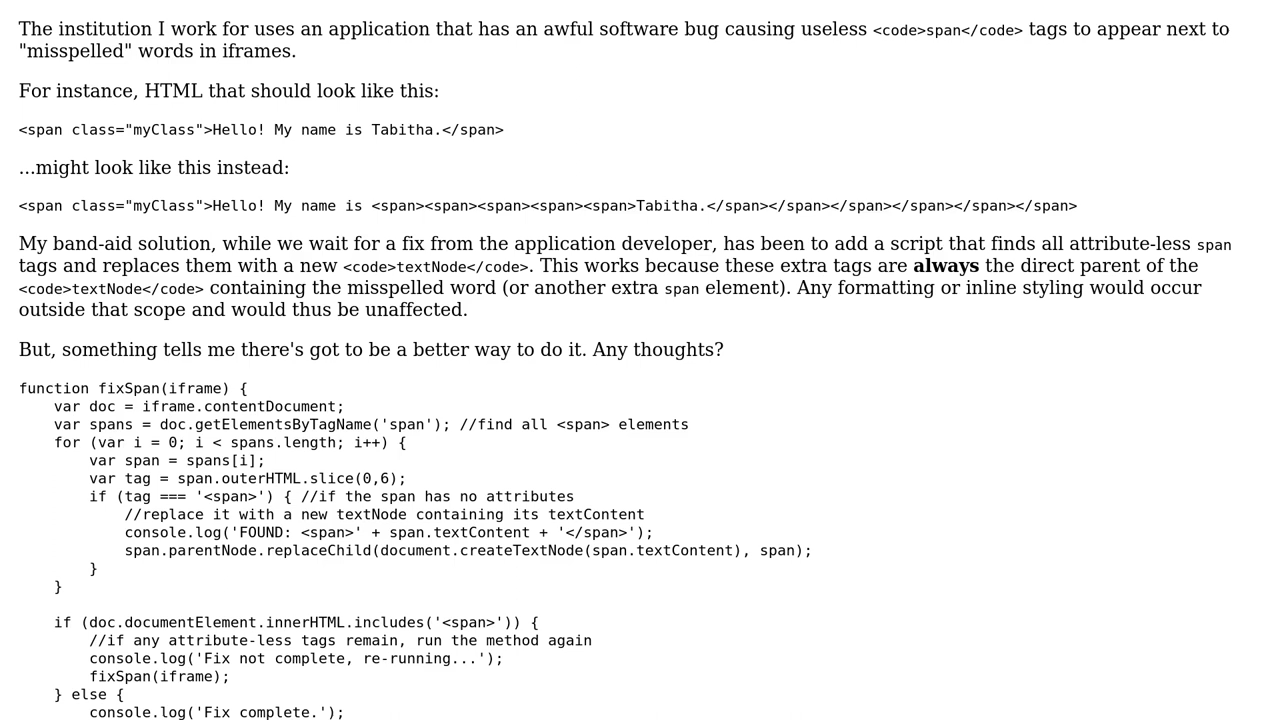 The institution I work for uses an application that has an awful software bug causing useless <code>span</code> tags to appear next to
"misspelled" words in iframes.
For instance, HTML that should look like this:
<span class="myClass">Hello! My name is Tabitha.</span>
...might look like this instead:
<span class="myClass">Hello! My name is <span><span><span><span><span>Tabitha.</span></span></span></span></span></span>
My band-aid solution, while we wait for a fix from the application developer, has been to add a script that finds all attribute-less span
tags and replaces them with a new <code>textNode</code>. This works because these extra tags are always the direct parent of the
<code>textNode</code> containing the misspelled word (or another extra span element). Any formatting or inline styling would occur
outside that scope and would thus be unaffected.
But, something tells me there's got to be a better way to do it. Any thoughts?
function fixSpan(iframe) {
    var doc = iframe.contentDocument;
    var spans = doc.getElementsByTagName('span'); //find all <span> elements
    for (var i = 0; i < spans.length; i++) {
        var span = spans[i];
        var tag = span.outerHTML.slice(0,6);
        if (tag === '<span>') { //if the span has no attributes
            //replace it with a new textNode containing its textContent
            console.log('FOUND: <span>' + span.textContent + '</span>');
            span.parentNode.replaceChild(document.createTextNode(span.textContent), span);
        }
    }
    if (doc.documentElement.innerHTML.includes('<span>')) {
        //if any attribute-less tags remain, run the method again
        console.log('Fix not complete, re-running...');
        fixSpan(iframe);
    } else {
        console.log('Fix complete.');